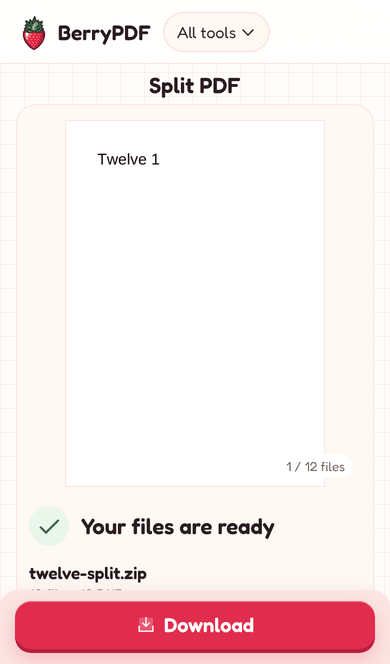 BerryPDF
All tools
Split PDF
Twelve 1
1 / 12 files
Your files are ready
twelve-split.zip
Download